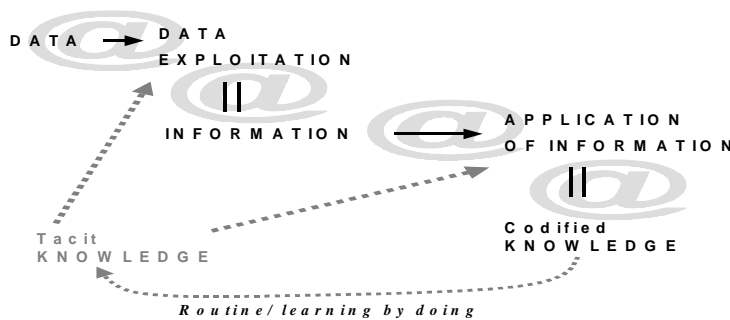 DATA
DATA
EXPLOITATION
INFORMATION
APPLICATION
OF INFORMATION
Tacit
KNOWLEDGE
Codified
KNOWLEDGE
Routine/ learning by doing
@
@
@
@